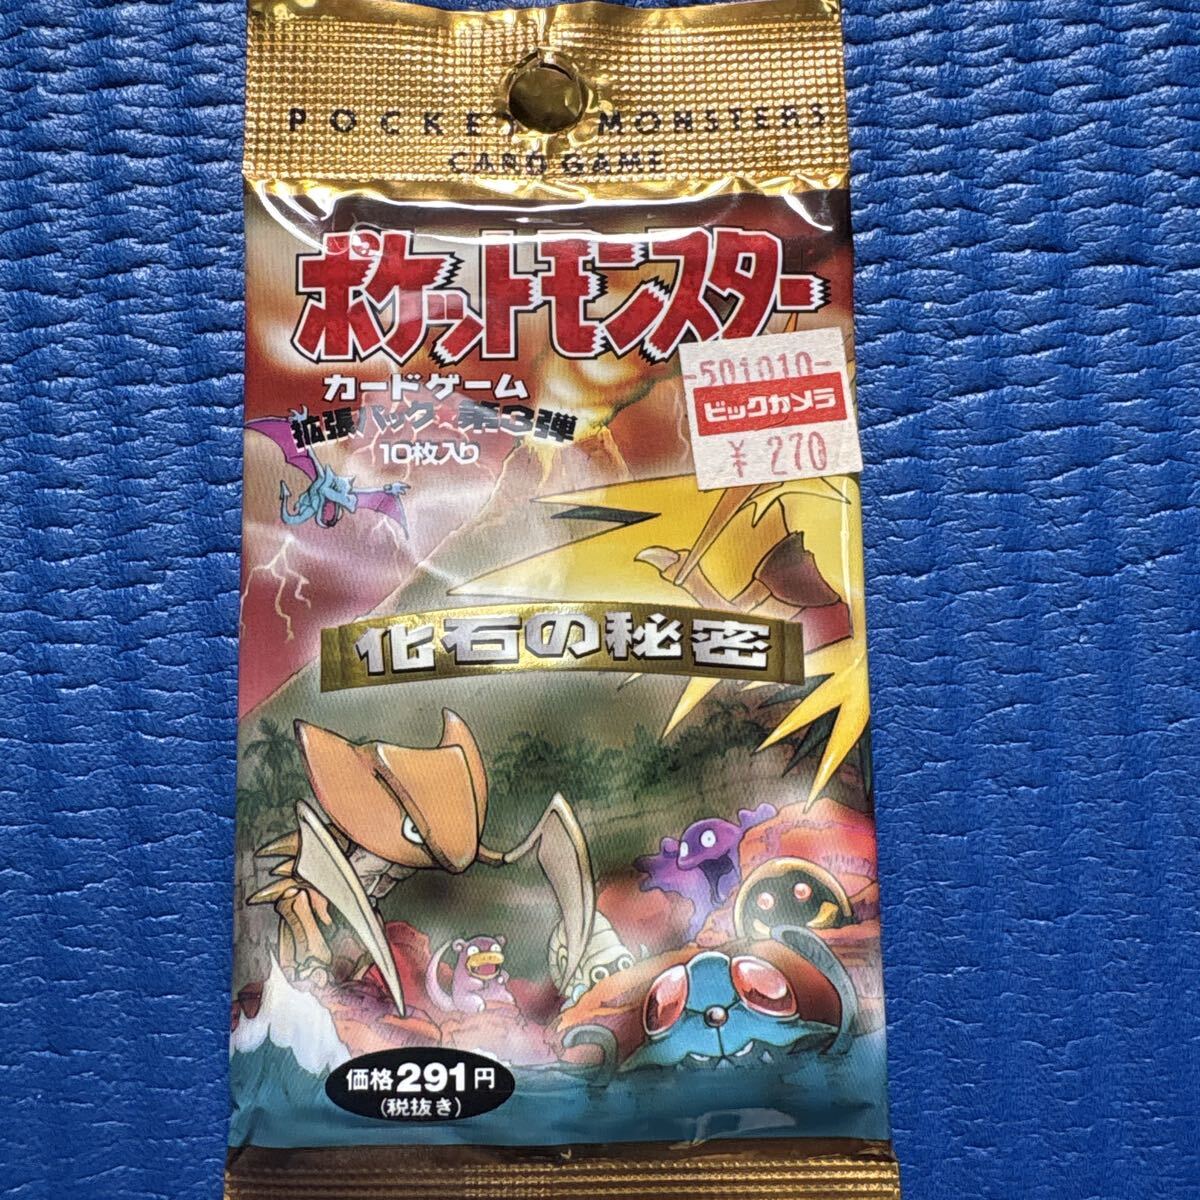 POCKET MONSTERS
CARD GAME
ポケットモンスター
カードゲーム
拡張パック★第3弾
10枚入り
-501010-
ビックカメラ
¥ 270
化石の秘密
価格291円
(税抜き)